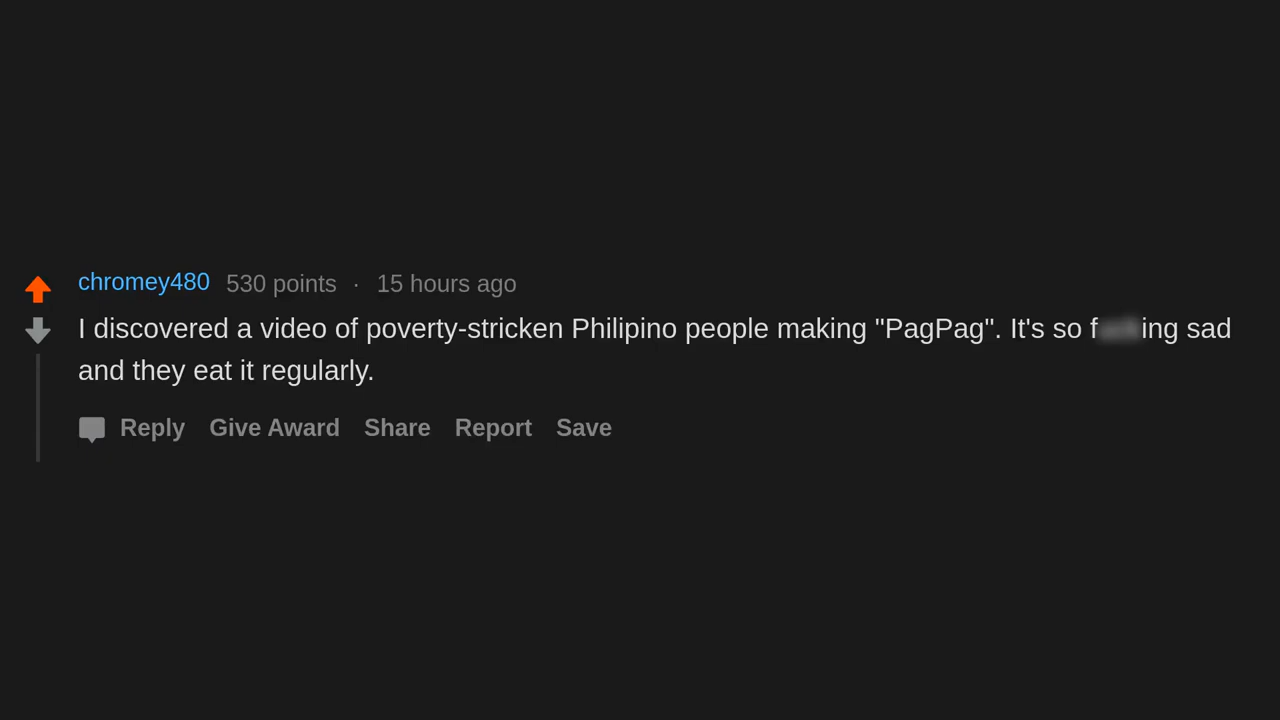 chromey480 530 points · 15 hours ago
I discovered a video of poverty-stricken Philipino people making "PagPag". It's so f ing sad
and they eat it regularly.
Reply Give Award Share Report Save